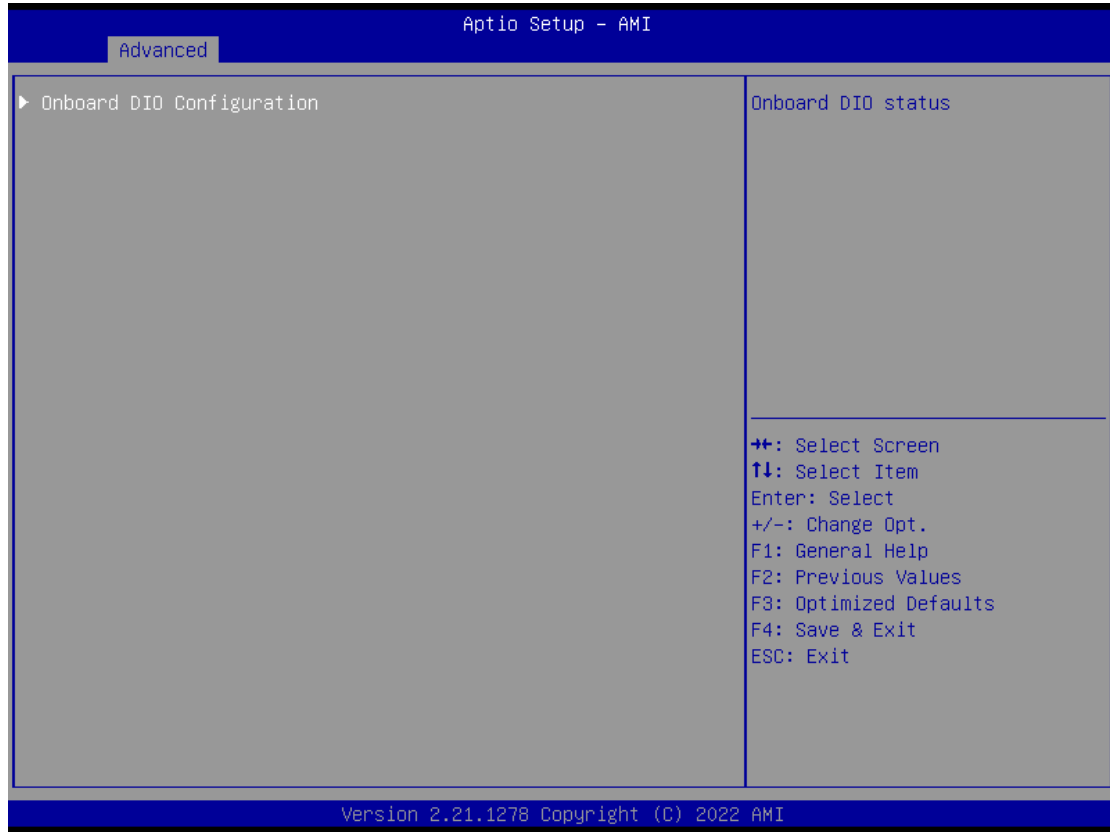 Aptio Setup – AMI
Advanced
▶ Onboard DIO Configuration
Onboard DIO status
→←: Select Screen
↑↓: Select Item
Enter: Select
+/-: Change Opt.
F1: General Help
F2: Previous Values
F3: Optimized Defaults
F4: Save & Exit
ESC: Exit
Version 2.21.1278 Copyright (C) 2022 AMI